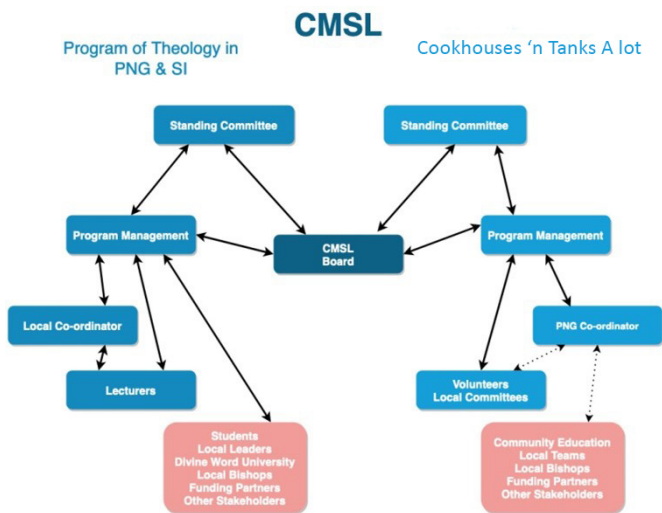 CMSL
Program of Theology in
PNG & SI
Cookhouses ‘n Tanks A lot
Standing Committee
Standing Committee
Program Management
CMSL
Board
Program Management
Local Co-ordinator
PNG Co-ordinator
Lecturers
Volunteers
Local Committees
Students
Local Leaders
Divine Word University
Local Bishops
Funding Partners
Other Stakeholders
Community Education
Local Teams
Local Bishops
Funding Partners
Other Stakeholders